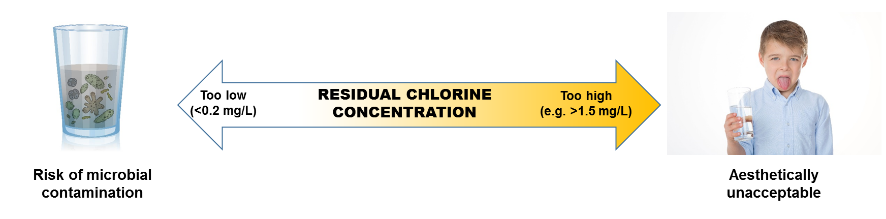 Too low
(<0.2 mg/L)
RESIDUAL CHLORINE
CONCENTRATION
Too high
(e.g. >1.5 mg/L)
Risk of microbial
contamination
Aesthetically
unacceptable